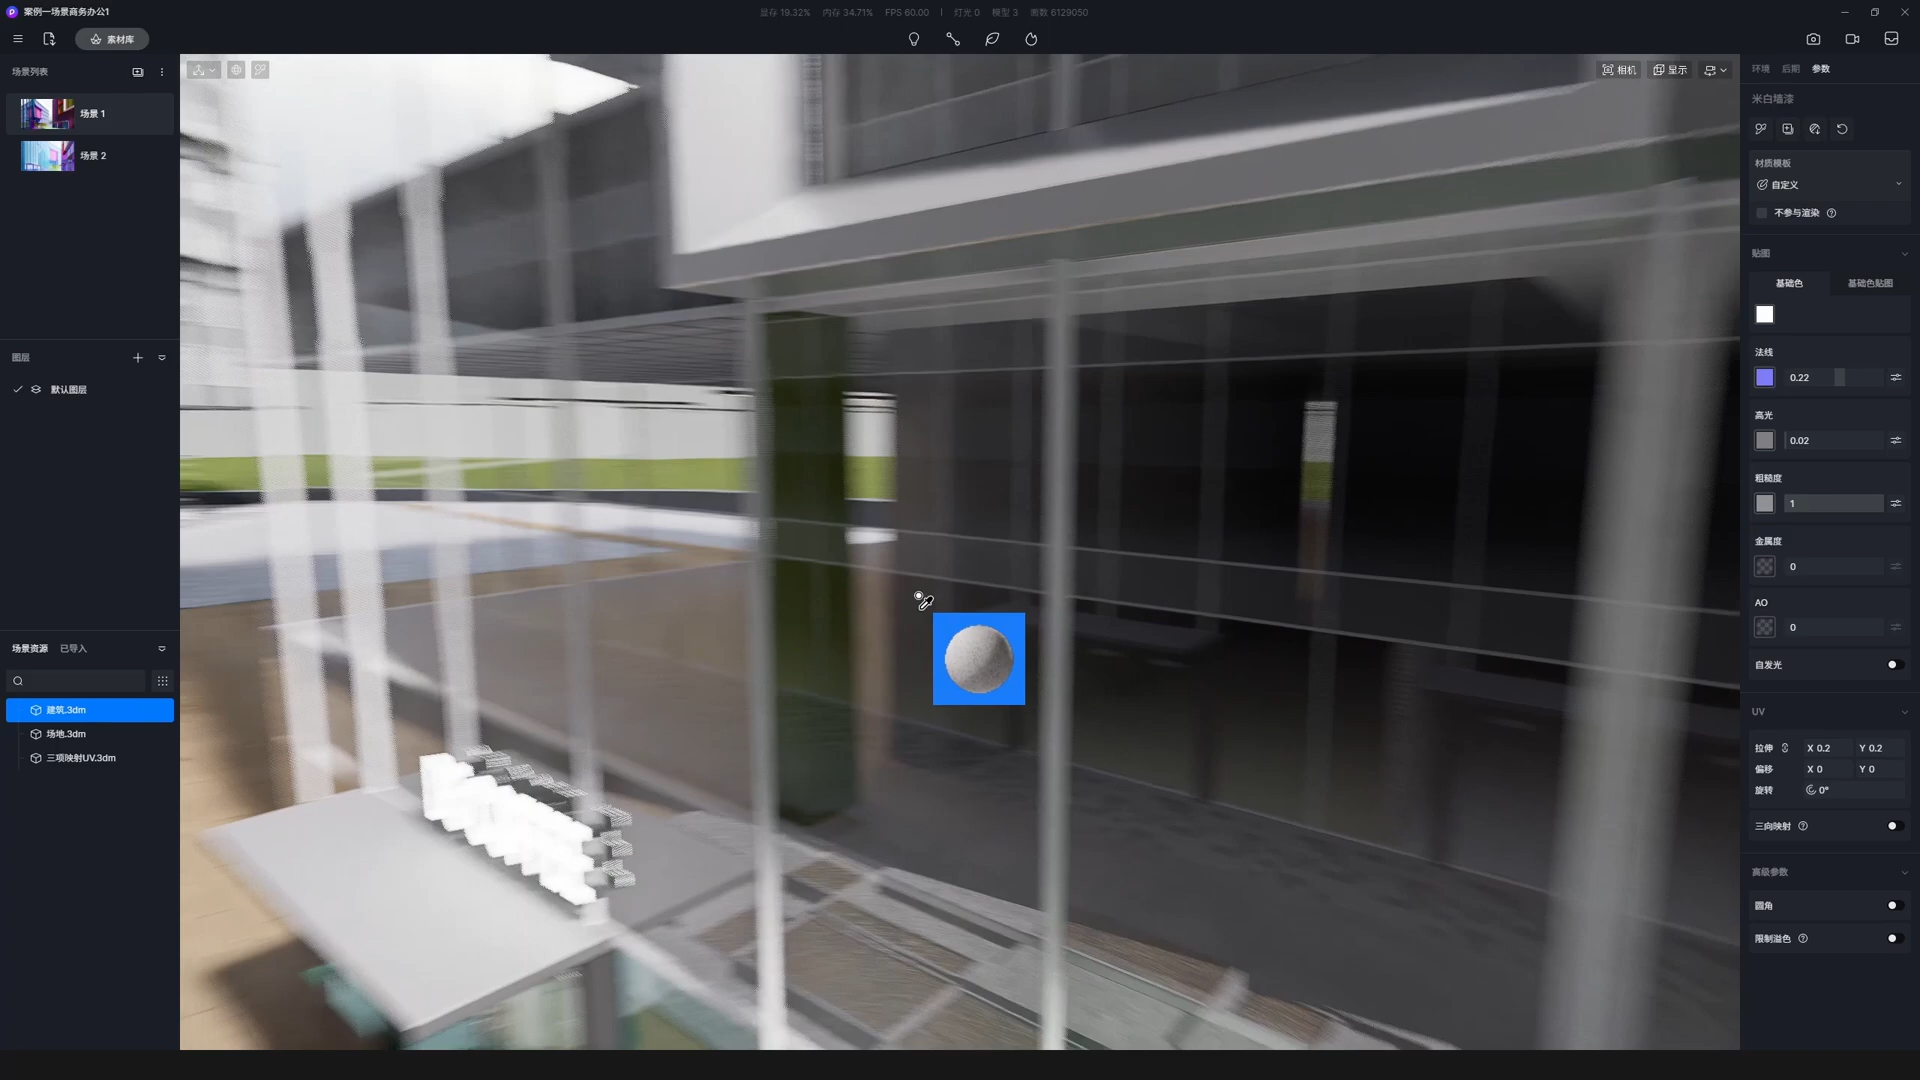 案例一场景商务办公1
显存 19.32% 内存 34.71% FPS 60.00 | 灯光 0 模型 3 面数 6129050
素材库
场景列表
场景 1
场景 2
图层
默认图层
场景资源 已导入
建筑.3dm
场地.3dm
三项映射UV.3dm
相机 显示
环境 后期 参数
米白墙漆
材质模板
自定义
不参与渲染
贴图
基础色 基础色贴图
法线
0.22
高光
0.02
粗糙度
1
金属度
0
AO
0
自发光
UV
拉伸 X 0.2 Y 0.2
偏移 X 0 Y 0
旋转 0°
三向映射
高级参数
圆角
限制溢色